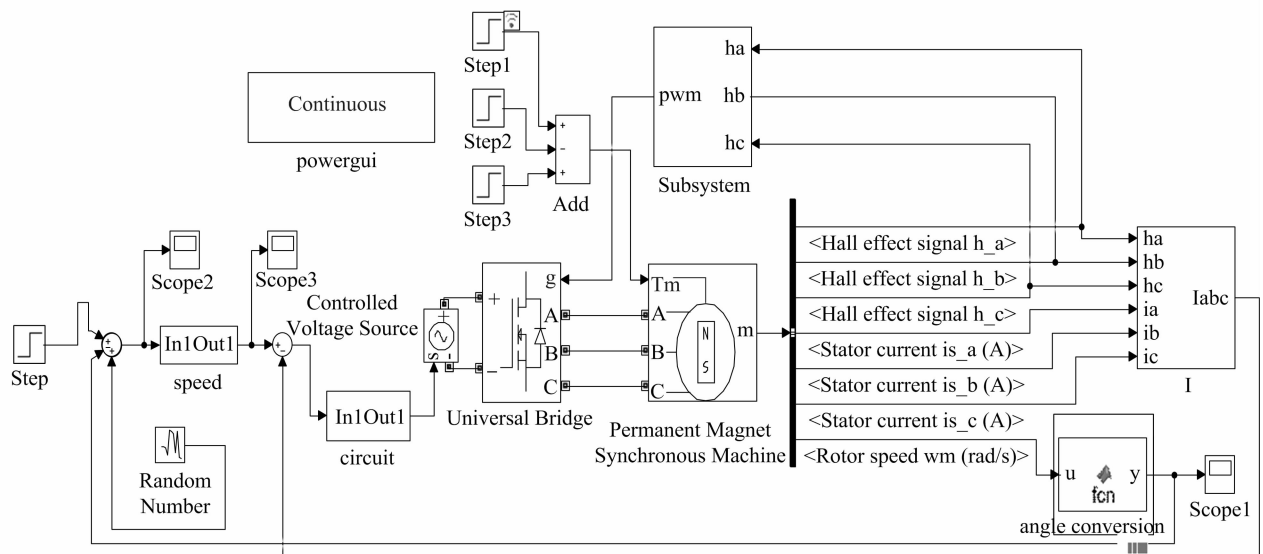 Step1
Step2
Step3
+
−
+
Add
Continuous
powergui
ha
pwm
hb
hc
Subsystem
Scope2
Scope3
Controlled
Voltage Source
Step
In1Out1
speed
Random
Number
In1Out1
circuit
s
+
-
+
−
g
A
B
C
Universal Bridge
Tm
A
B
C
N
S
m
Permanent Magnet
Synchronous Machine
<Hall effect signal h_a>
<Hall effect signal h_b>
<Hall effect signal h_c>
<Stator current is_a (A)>
<Stator current is_b (A)>
<Stator current is_c (A)>
<Rotor speed wm (rad/s)>
ha
hb
hc
ia
ib
ic
Iabc
I
u
y
fcn
angle conversion
Scope1